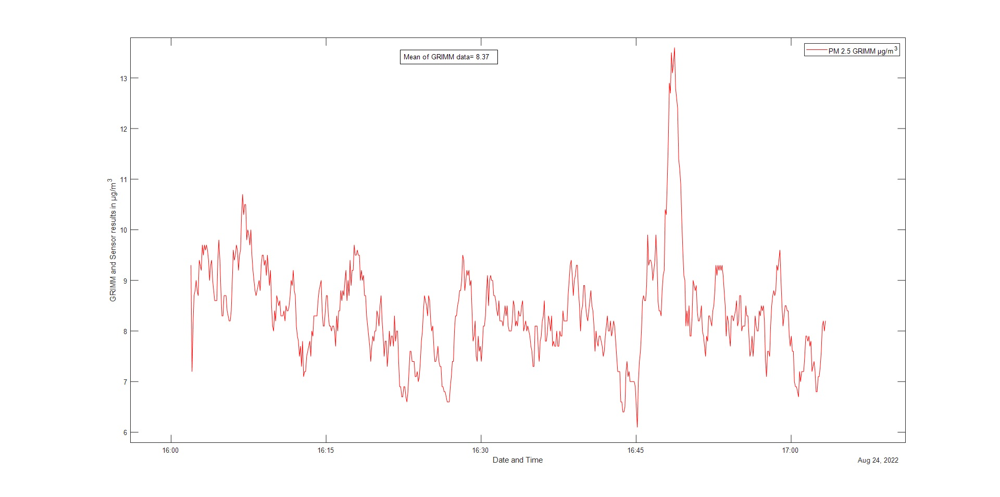 Mean of GRIMM data= 8.37
PM 2.5 GRIMM µg/m³
13
12
11
10
9
8
7
6
GRIMM and Sensor results in µg/m³
16:00 16:15 16:30 16:45 17:00
Date and Time
Aug 24, 2022